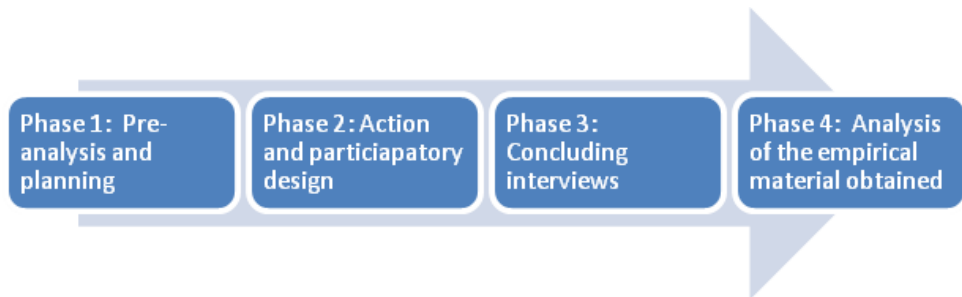 Phase 1:  Pre-
analysis and
planning
Phase 2: Action
and particiapatory
design
Phase 3:
Concluding
interviews
Phase 4:  Analysis
of the empirical
material obtained